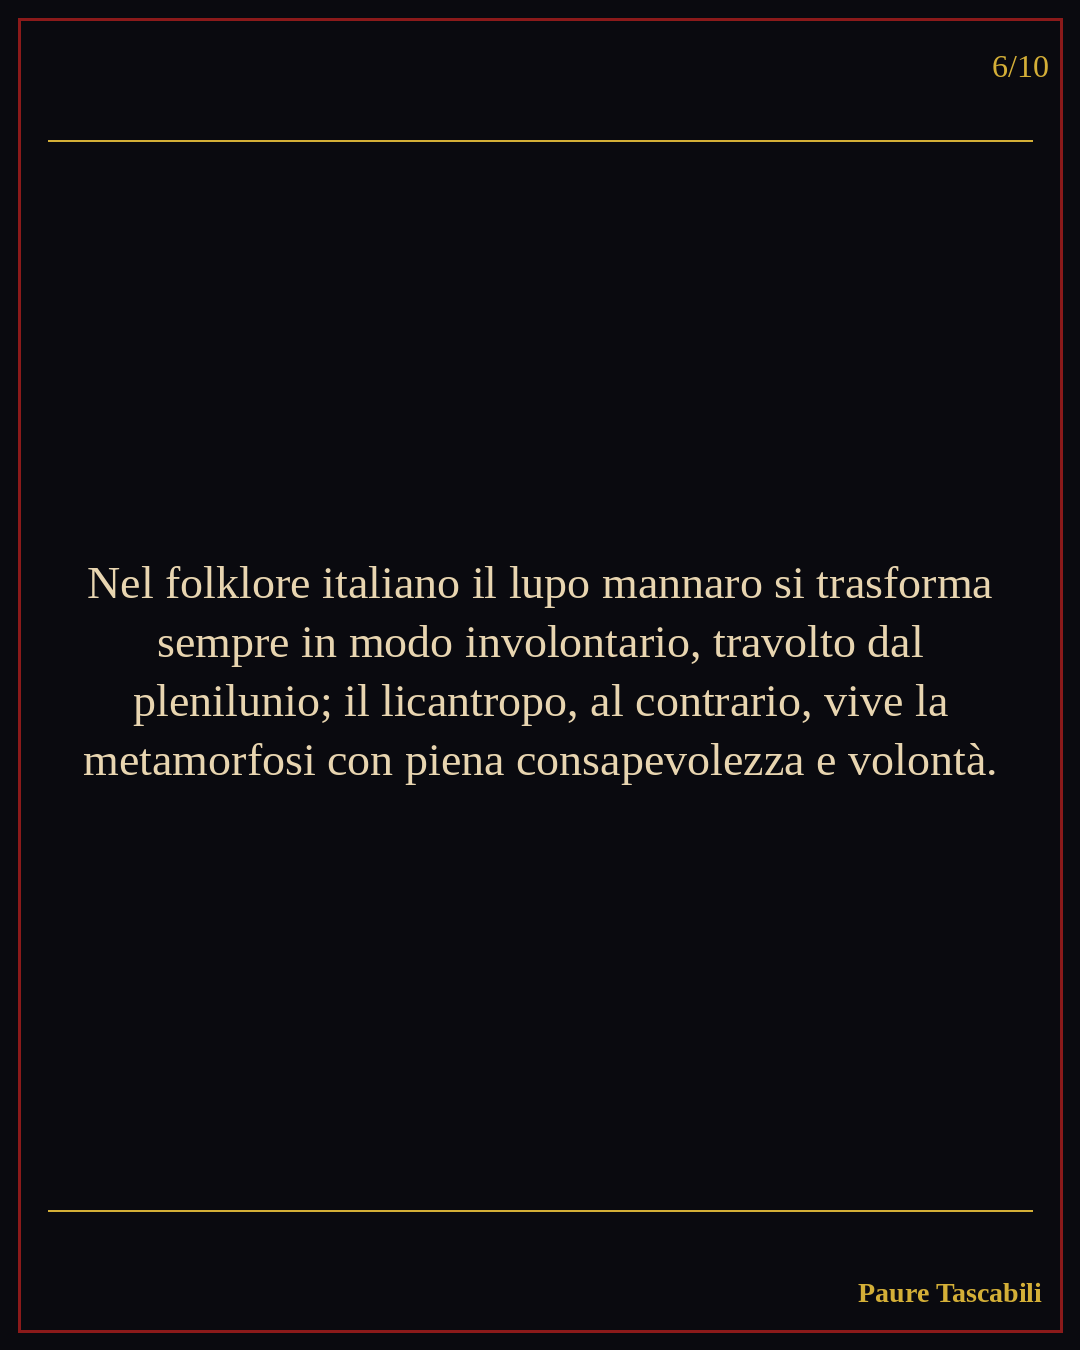 6/10
Nel folklore italiano il lupo mannaro si trasforma
sempre in modo involontario, travolto dal
plenilunio; il licantropo, al contrario, vive la
metamorfosi con piena consapevolezza e volontà.
Paure Tascabili